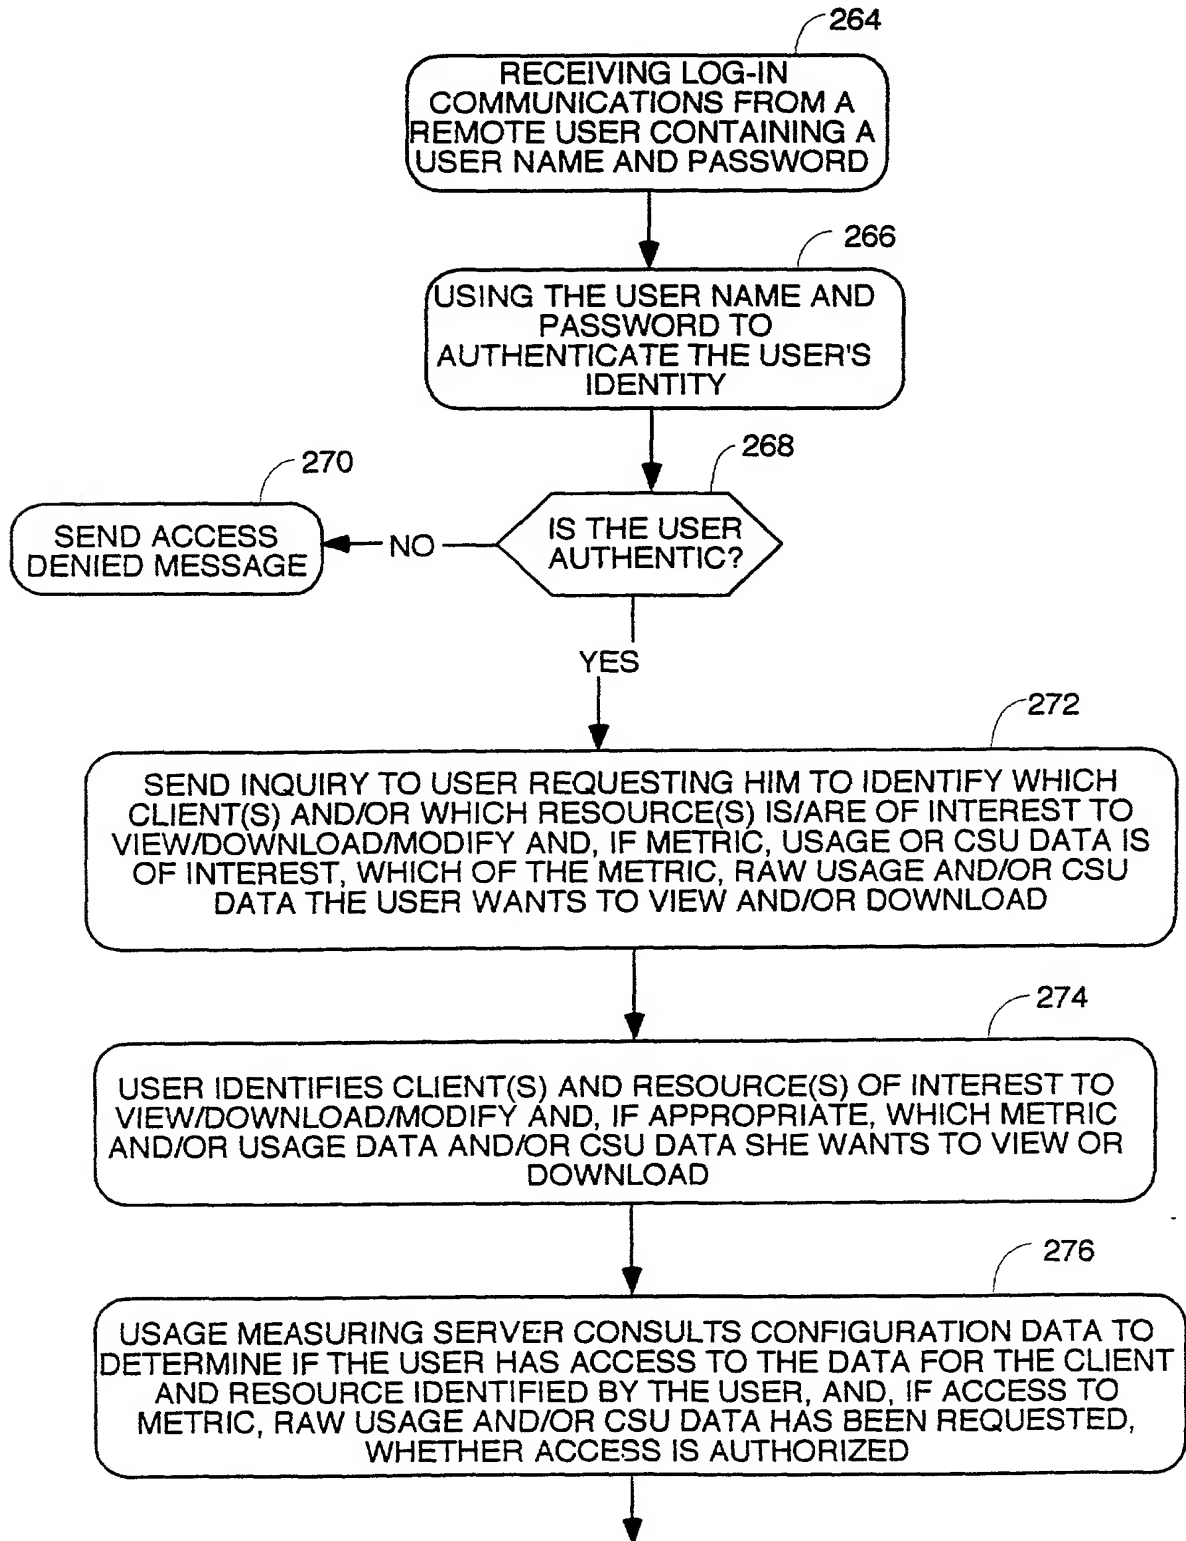 264
RECEIVING LOG-IN
COMMUNICATIONS FROM A
REMOTE USER CONTAINING A
USER NAME AND PASSWORD
266
USING THE USER NAME AND
PASSWORD TO
AUTHENTICATE THE USER'S
IDENTITY
268
IS THE USER
AUTHENTIC?
NO
270
SEND ACCESS
DENIED MESSAGE
YES
272
SEND INQUIRY TO USER REQUESTING HIM TO IDENTIFY WHICH
CLIENT(S) AND/OR WHICH RESOURCE(S) IS/ARE OF INTEREST TO
VIEW/DOWNLOAD/MODIFY AND, IF METRIC, USAGE OR CSU DATA IS
OF INTEREST, WHICH OF THE METRIC, RAW USAGE AND/OR CSU
DATA THE USER WANTS TO VIEW AND/OR DOWNLOAD
274
USER IDENTIFIES CLIENT(S) AND RESOURCE(S) OF INTEREST TO
VIEW/DOWNLOAD/MODIFY AND, IF APPROPRIATE, WHICH METRIC
AND/OR USAGE DATA AND/OR CSU DATA SHE WANTS TO VIEW OR
DOWNLOAD
276
USAGE MEASURING SERVER CONSULTS CONFIGURATION DATA TO
DETERMINE IF THE USER HAS ACCESS TO THE DATA FOR THE CLIENT
AND RESOURCE IDENTIFIED BY THE USER, AND, IF ACCESS TO
METRIC, RAW USAGE AND/OR CSU DATA HAS BEEN REQUESTED,
WHETHER ACCESS IS AUTHORIZED